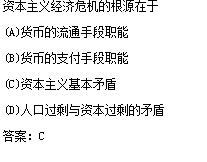 资本主义经济危机的根源在于
(A)货币的流通手段职能
(B)货币的支付手段职能
(C)资本主义基本矛盾
(D)人口过剩与资本过剩的矛盾
答案：C